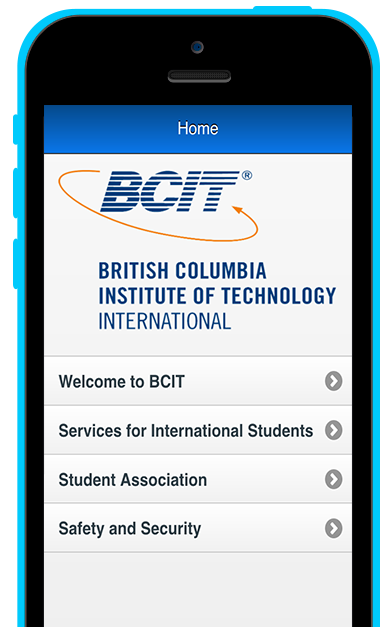 Home
BCIT®
BRITISH COLUMBIA
INSTITUTE OF TECHNOLOGY
INTERNATIONAL
Welcome to BCIT
Services for International Students
Student Association
Safety and Security